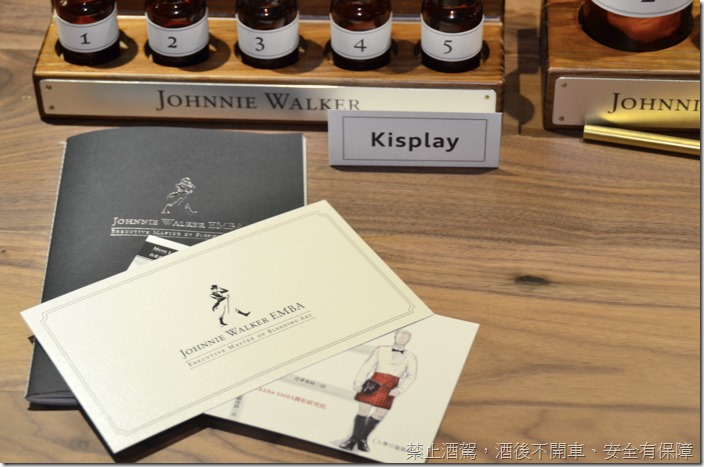 1
2
3
4
5
JOHNNIE WALKER
JOHNNIE
Kisplay
JOHNNIE WALKER EMBA
EXECUTIVE MASTER OF BLENDING ART
JOHNNIE WALKER EMBA
EXECUTIVE MASTER OF BLENDING ART
禁止酒駕，酒後不開車、安全有保障